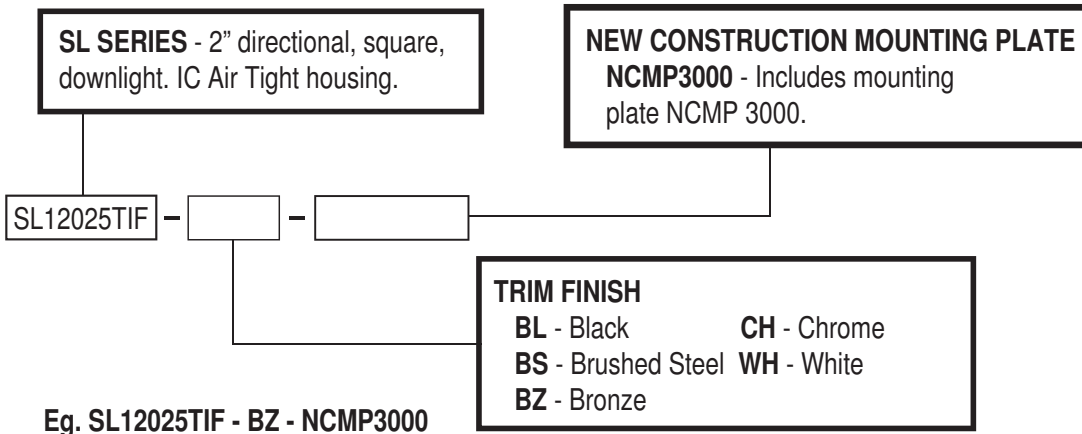 SL SERIES - 2” directional, square,
downlight. IC Air Tight housing.
NEW CONSTRUCTION MOUNTING PLATE
NCMP3000 - Includes mounting
plate NCMP 3000.
SL12025TIF - -
TRIM FINISH
BL - Black CH - Chrome
BS - Brushed Steel WH - White
BZ - Bronze
Eg. SL12025TIF - BZ - NCMP3000